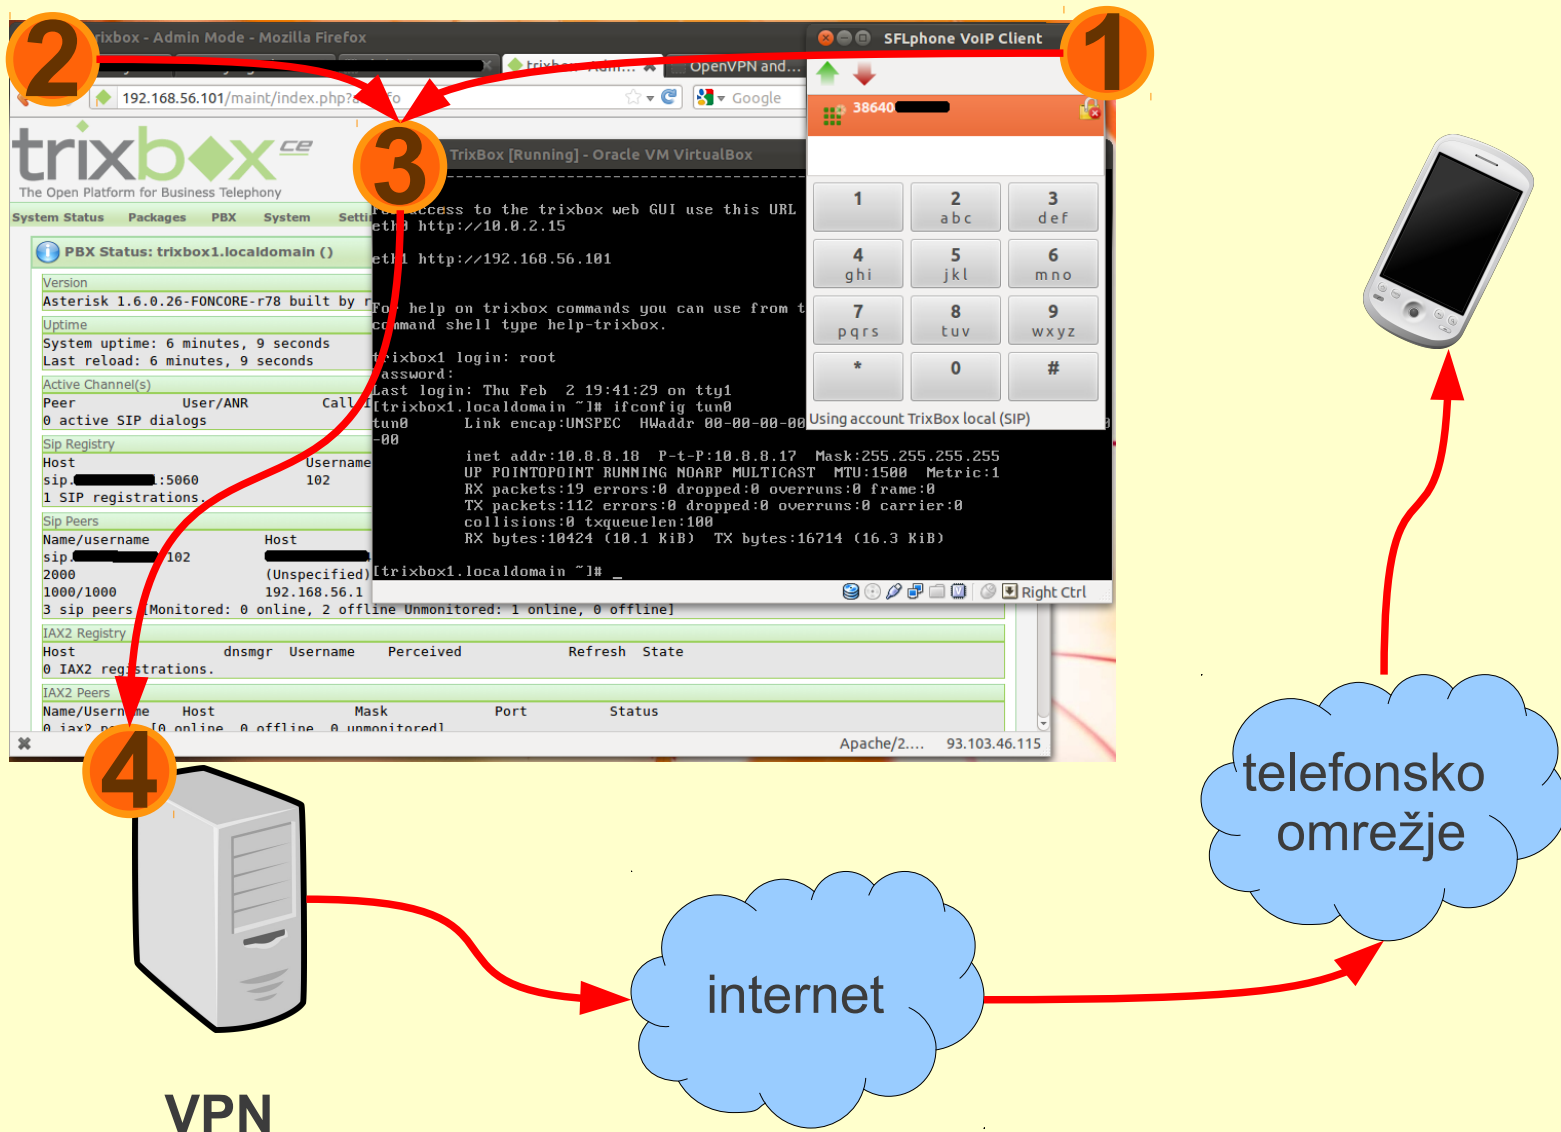 2
1
rixbox - Admin Mode - Mozilla Firefox
SFLphone VoIP Client
OpenVPN and...
192.168.56.101/maint/index.php?
Google
38640
3
trixbox ce
The Open Platform for Business Telephony
TrixBox [Running] - Oracle VM VirtualBox
System Status Packages PBX System
access to the trixbox web GUI use this URL
eth0 http://10.0.2.15
eth1 http://192.168.56.101
For help on trixbox commands you can use from t
command shell type help-trixbox.
trixbox1 login: root
Password:
Last login: Thu Feb 2 19:41:29 on tty1
[trixbox1.localdomain ~]# ifconfig tun0
tun0 Link encap:UNSPEC HWaddr 00-00-00-00
-00
inet addr:10.8.8.18 P-t-P:10.8.8.17 Mask:255.255.255.255
UP POINTOPOINT RUNNING NOARP MULTICAST MTU:1500 Metric:1
RX packets:19 errors:0 dropped:0 overruns:0 frame:0
TX packets:112 errors:0 dropped:0 overruns:0 carrier:0
collisions:0 txqueuelen:100
RX bytes:10424 (10.1 KiB) TX bytes:16714 (16.3 KiB)
[trixbox1.localdomain ~]# _
Right Ctrl
1 2 abc 3 def
4 ghi 5 jkl 6 mno
7 pqrs 8 tuv 9 wxyz
* 0 #
Using account TrixBox local (SIP)
PBX Status: trixbox1.localdomain ()
Version
Asterisk 1.6.0.26-FONCORE-r78 built by r
Uptime
System uptime: 6 minutes, 9 seconds
Last reload: 6 minutes, 9 seconds
Active Channel(s)
Peer User/ANR Call
0 active SIP dialogs
Sip Registry
Host Username
sip. :5060 102
1 SIP registrations.
Sip Peers
Name/username Host
sip. 102
2000 (Unspecified)
1000/1000 192.168.56.1
3 sip peers [Monitored: 0 online, 2 offline Unmonitored: 1 online, 0 offline]
IAX2 Registry
Host dnsmgr Username Perceived Refresh State
0 IAX2 registrations.
IAX2 Peers
Name/Username Host Mask Port Status
0 iax2 peers [0 online, 0 offline, 0 unmonitored]
Apache/2.... 93.103.46.115
4
VPN
internet
telefonsko
omrežje